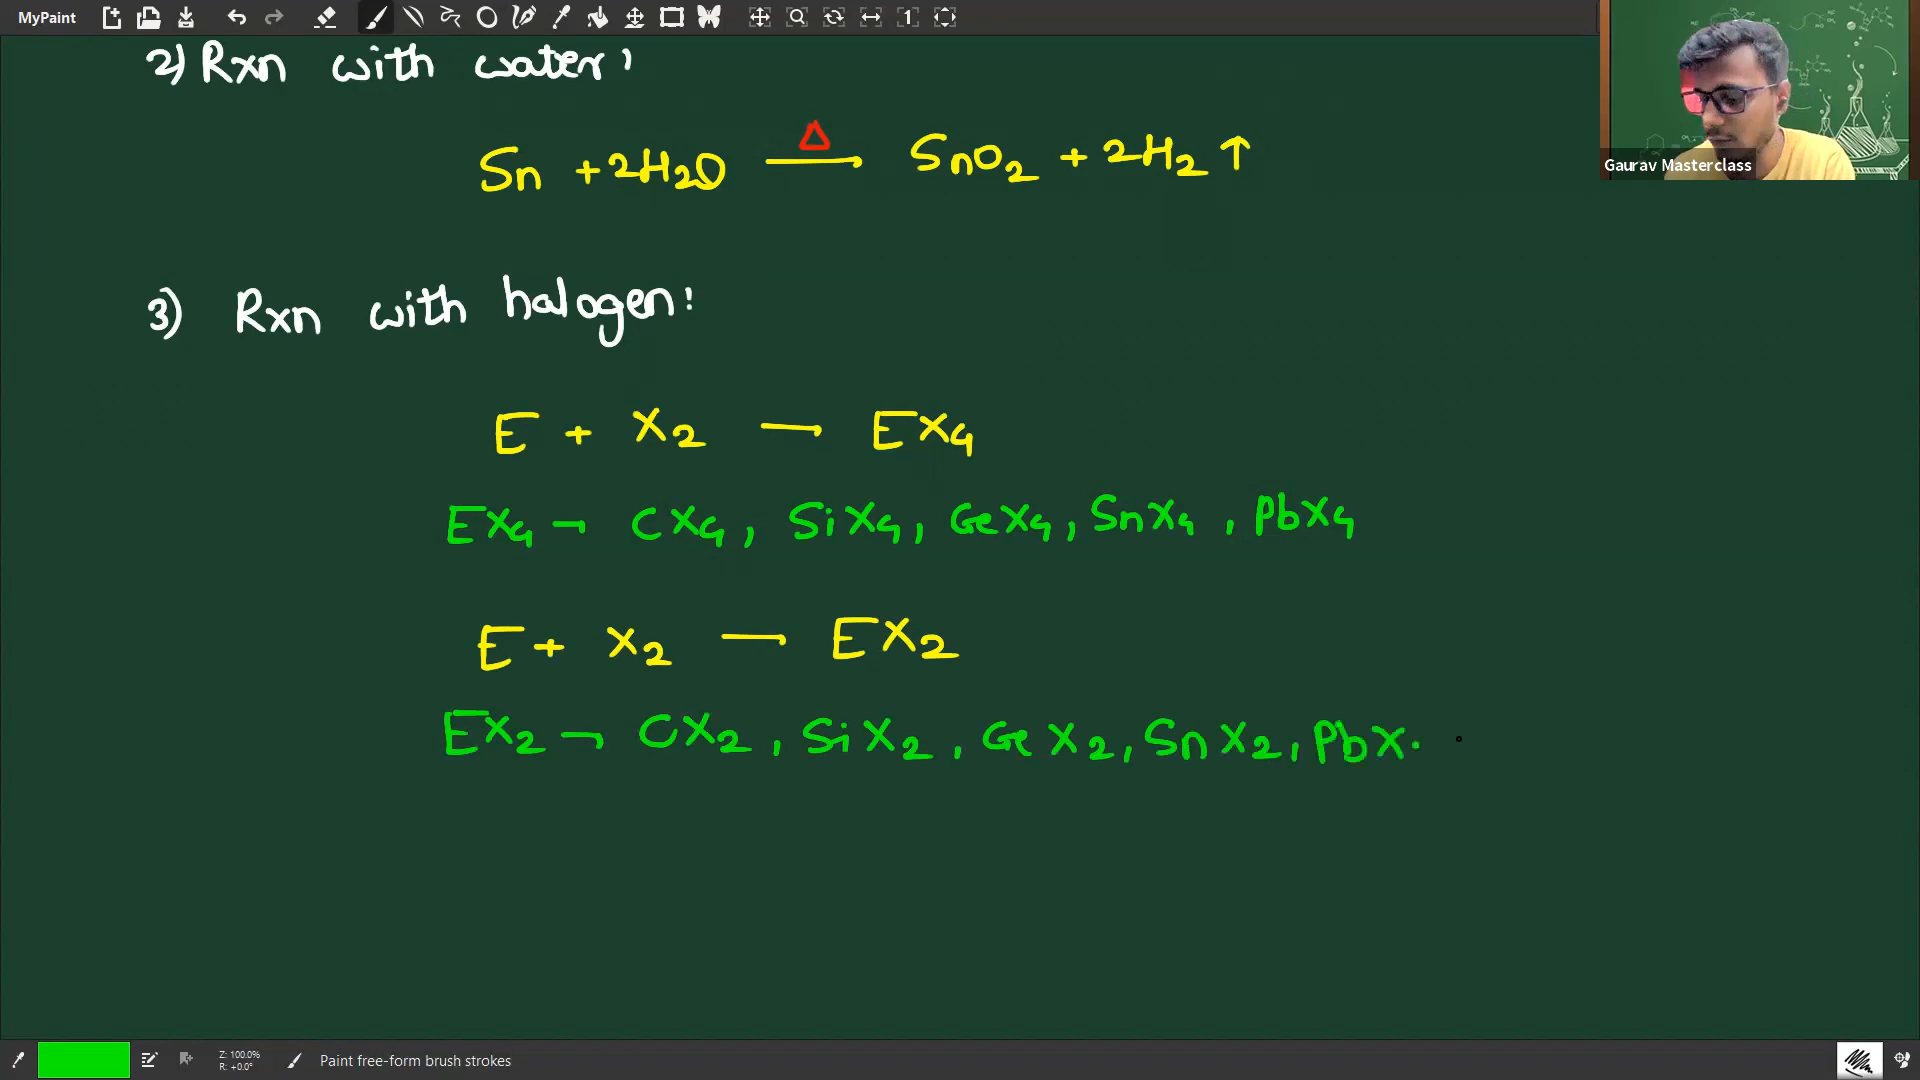 MyPaint
2) Rxn with water:
Sn + 2H2O —Δ→ SnO2 + 2H2 ↑
Gaurav Masterclass
3) Rxn with halogen:
E + X2 → EX4
EX4 → CX4, SiX4, GeX4, SnX4, PbX4
E + X2 → EX2
EX2 → CX2, SiX2, GeX2, SnX2, PbX
Z: 100.0%
R: +0.0°
Paint free-form brush strokes